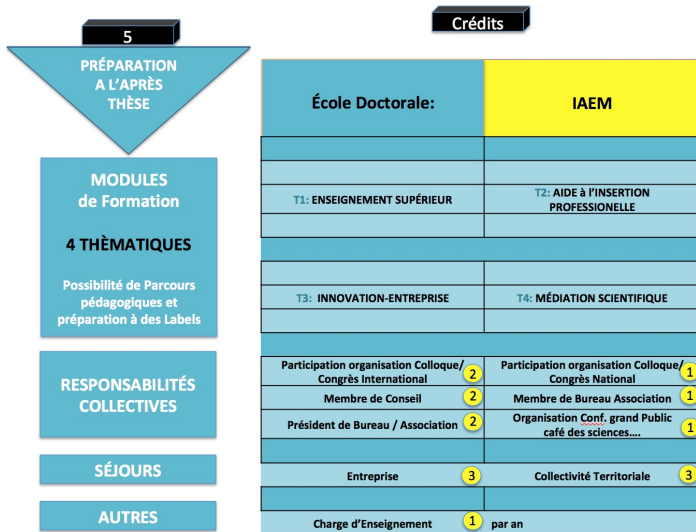 5
Crédits
PRÉPARATION
A L'APRÈS
THÈSE
École Doctorale:
IAEM
MODULES
de Formation
4 THÈMATIQUES
Possibilité de Parcours
pédagogiques et
préparation à des Labels
T1: ENSEIGNEMENT SUPÉRIEUR
T2: AIDE à l'INSERTION
PROFESSIONELLE
T3: INNOVATION-ENTREPRISE
T4: MÉDIATION SCIENTIFIQUE
RESPONSABILITÉS
COLLECTIVES
Participation organisation Colloque/
Congrès International
2
Participation organisation Colloque/
Congrès National
1
Membre de Conseil
2
Membre de Bureau Association
1
Président de Bureau / Association
2
Organisation Conf. grand Public
café des sciences....
1
SÉJOURS
Entreprise
3
Collectivité Territoriale
3
AUTRES
Charge d'Enseignement
1
par an